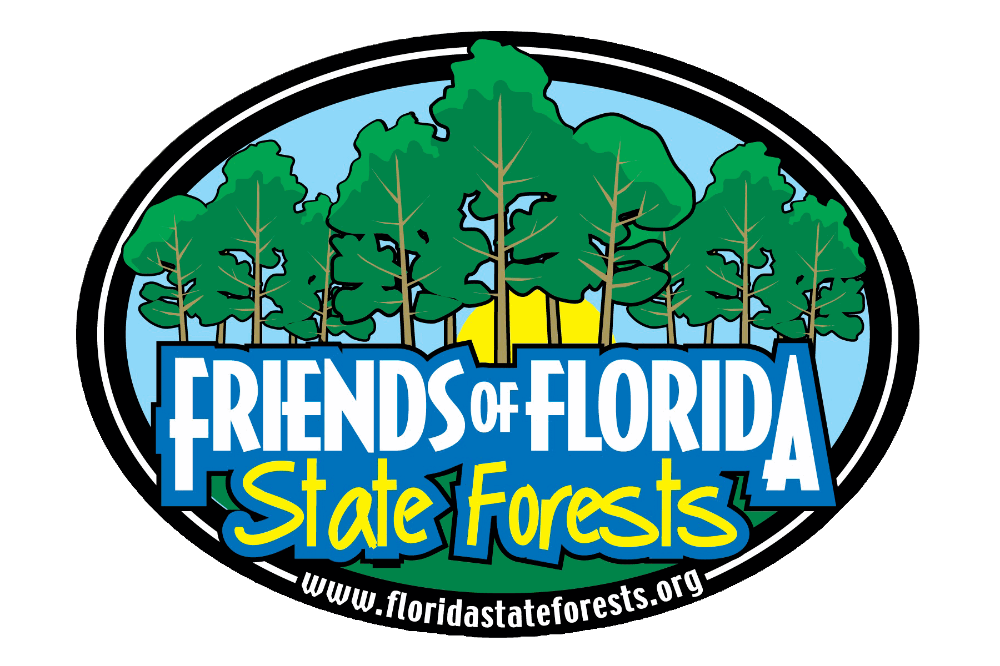 FRIENDS OF FLORIDA
State Forests
www.floridastateforests.org